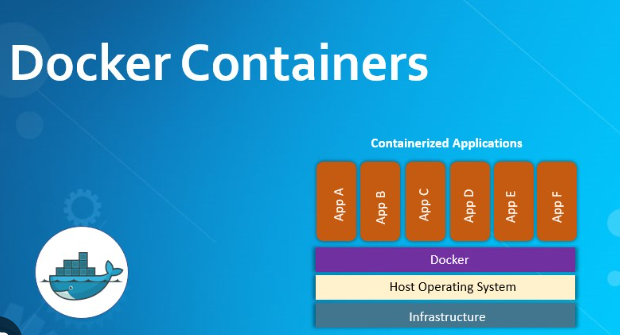 Docker Containers
Containerized Applications
App A
App B
App C
App D
App E
App F
Docker
Host Operating System
Infrastructure